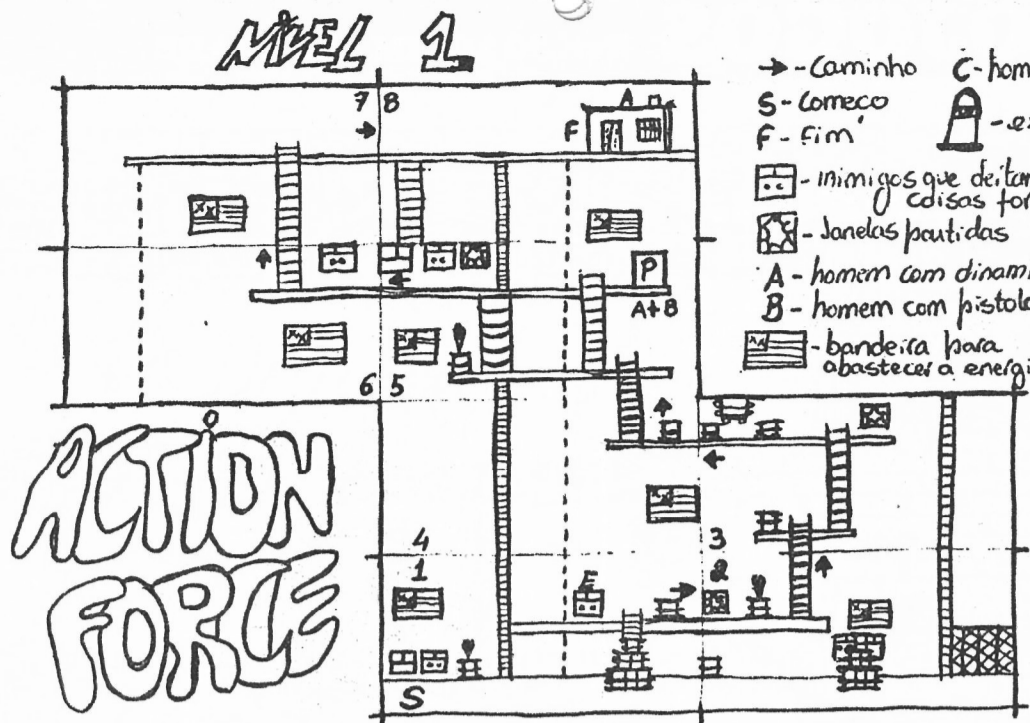 NÍVEL 1
→ - Caminho C - hom
S - Começo
F - Fim
- inimigos que deitam
coisas for
- Janelas partidas
A - homem com dinami
B - homem com pistola
- bandeira para
abastecer a energi
7 8
F A
P
A+B
6 5
4 3
1 2
E
S
ACTION
FORCE